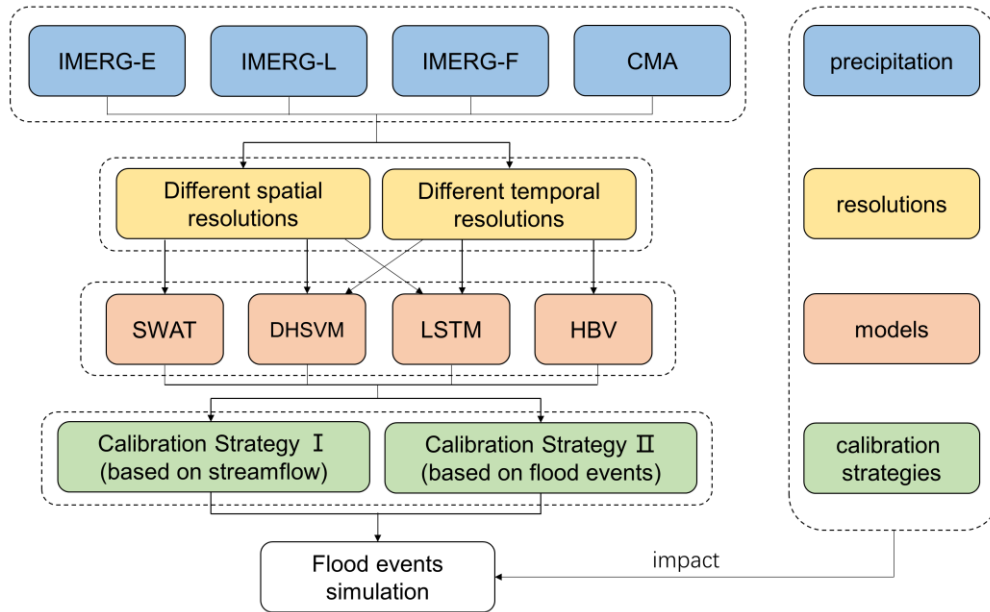 IMERG-E
IMERG-L
IMERG-F
CMA
precipitation
Different spatial
resolutions
Different temporal
resolutions
resolutions
SWAT
DHSVM
LSTM
HBV
models
Calibration Strategy Ⅰ
(based on streamflow)
Calibration Strategy Ⅱ
(based on flood events)
calibration
strategies
Flood events
simulation
impact